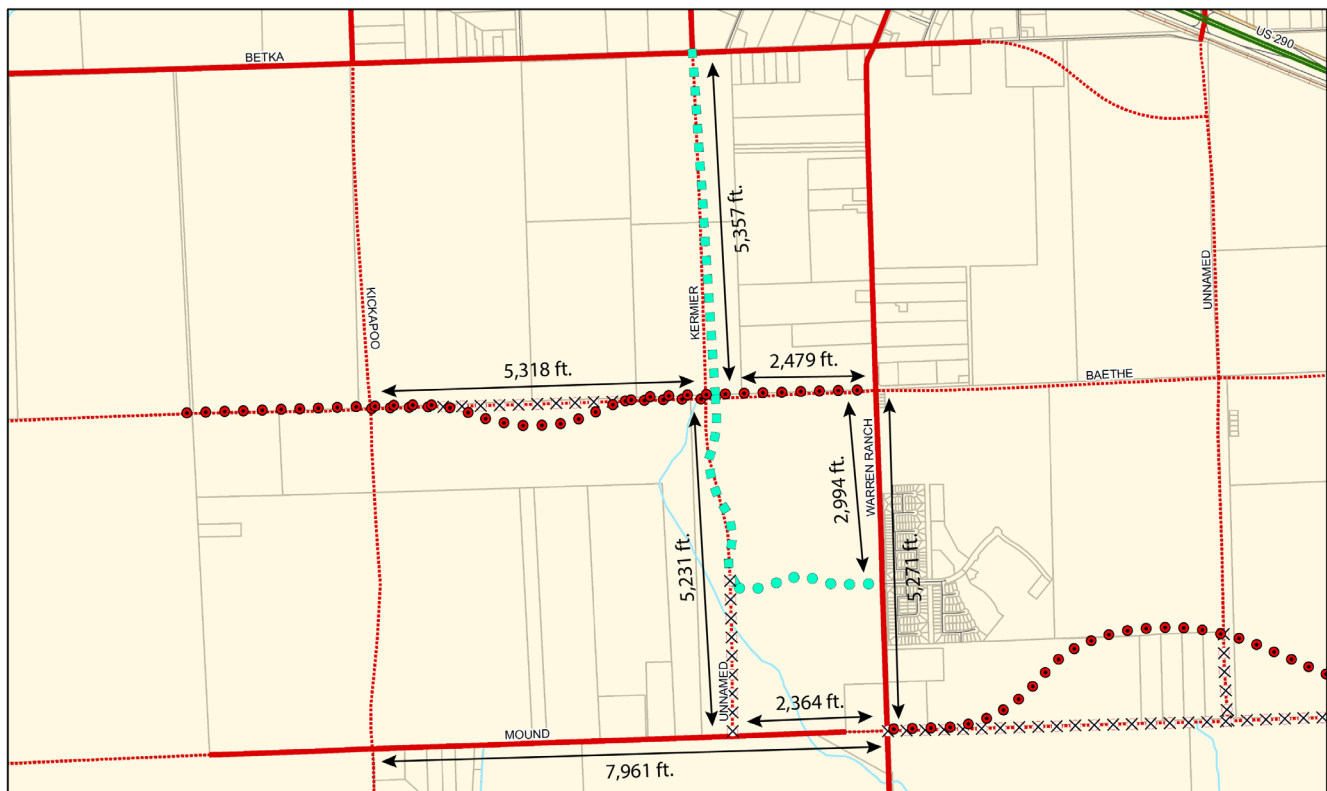 BETKA
US-290
5,357 ft.
KICKAPOO
KERMIER
UNNAMED
5,318 ft.
2,479 ft.
BAETHE
WARREN RANCH
2,994 ft.
5,231 ft.
5,271 ft.
UNNAMED
2,364 ft.
MOUND
7,961 ft.